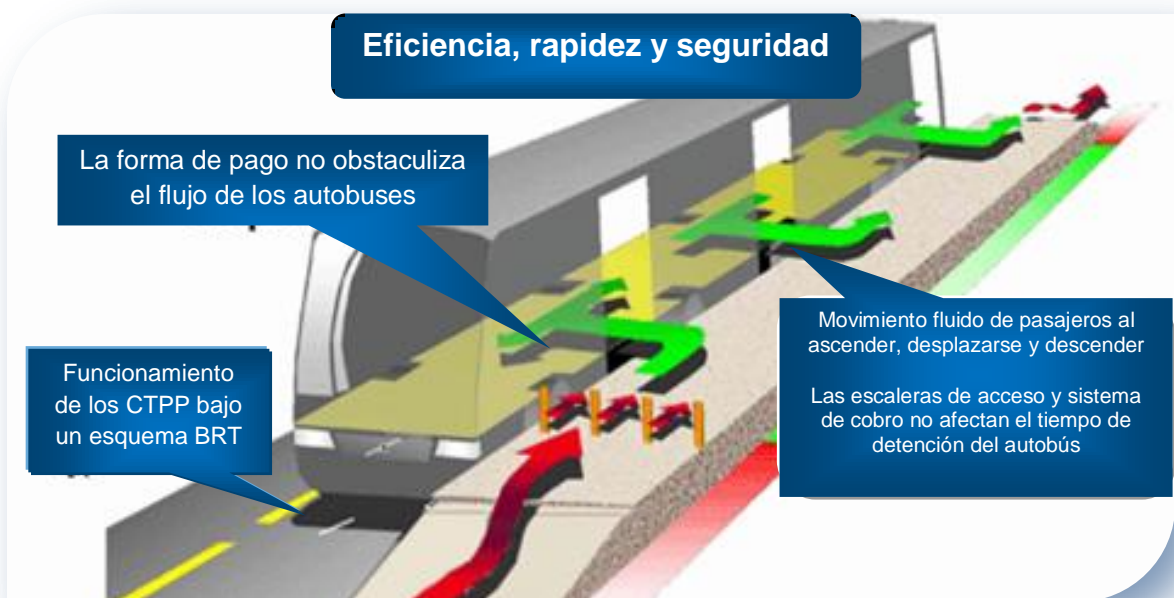 Eficiencia, rapidez y seguridad
La forma de pago no obstaculiza
el flujo de los autobuses
Funcionamiento
de los CTPP bajo
un esquema BRT
Movimiento fluido de pasajeros al
ascender, desplazarse y descender
Las escaleras de acceso y sistema
de cobro no afectan el tiempo de
detención del autobús